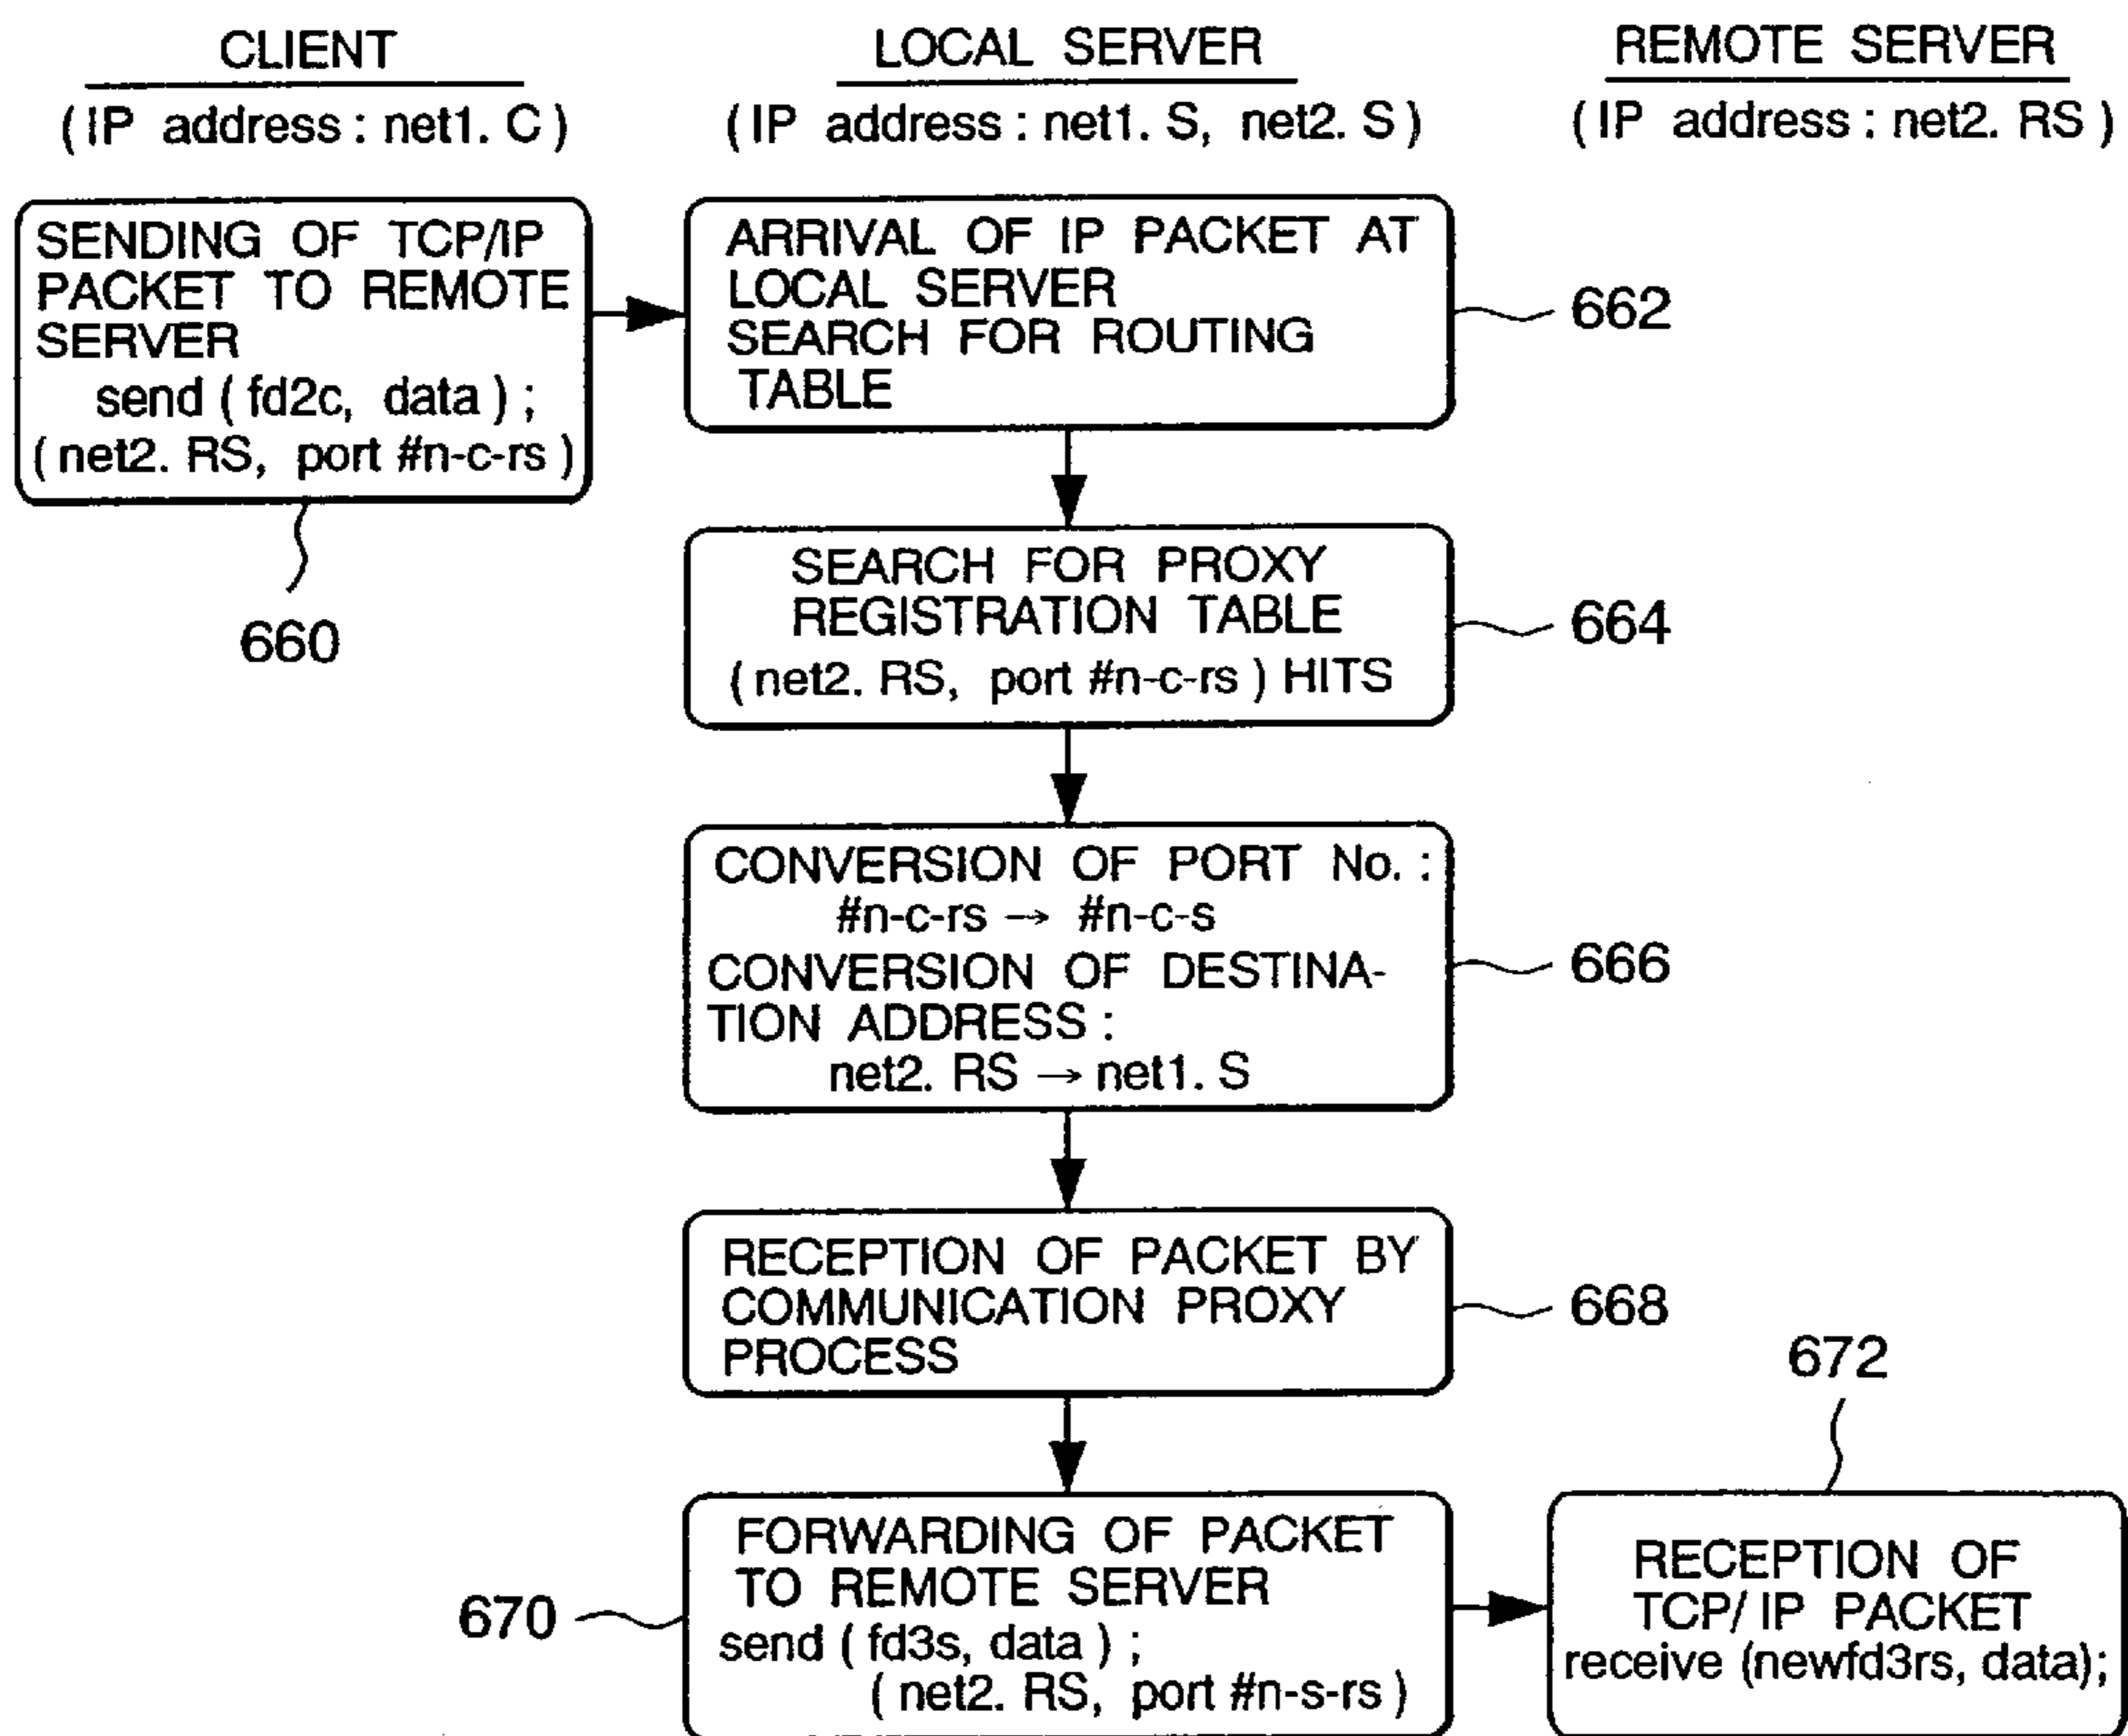 CLIENT
(IP address : net1. C)
LOCAL SERVER
(IP address : net1. S, net2. S)
REMOTE SERVER
(IP address : net2. RS)
SENDING OF TCP/IP
PACKET TO REMOTE
SERVER
send ( fd2c, data ) ;
( net2. RS, port #n-c-rs )
660
ARRIVAL OF IP PACKET AT
LOCAL SERVER
SEARCH FOR ROUTING
TABLE
662
SEARCH FOR PROXY
REGISTRATION TABLE
( net2. RS, port #n-c-rs ) HITS
664
CONVERSION OF PORT No. :
#n-c-rs → #n-c-s
CONVERSION OF DESTINA-
TION ADDRESS :
net2. RS → net1. S
666
RECEPTION OF PACKET BY
COMMUNICATION PROXY
PROCESS
668
FORWARDING OF PACKET
TO REMOTE SERVER
send ( fd3s, data ) ;
( net2. RS, port #n-s-rs )
670
672
RECEPTION OF
TCP/ IP PACKET
receive (newfd3rs, data);